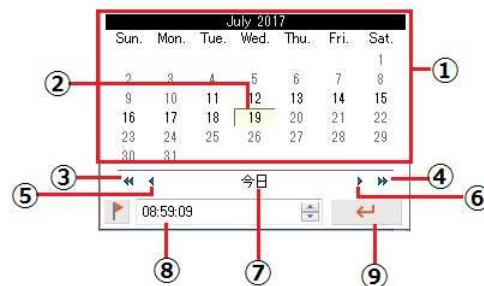 July 2017
Sun. Mon. Tue. Wed. Thu. Fri. Sat.
1
2 3 4 5 6 7 8
9 10 11 12 13 14 15
16 17 18 19 20 21 22
23 24 25 26 27 28 29
30 31
今日
08:59:09
①
②
③
④
⑤
⑥
⑧
⑦
⑨